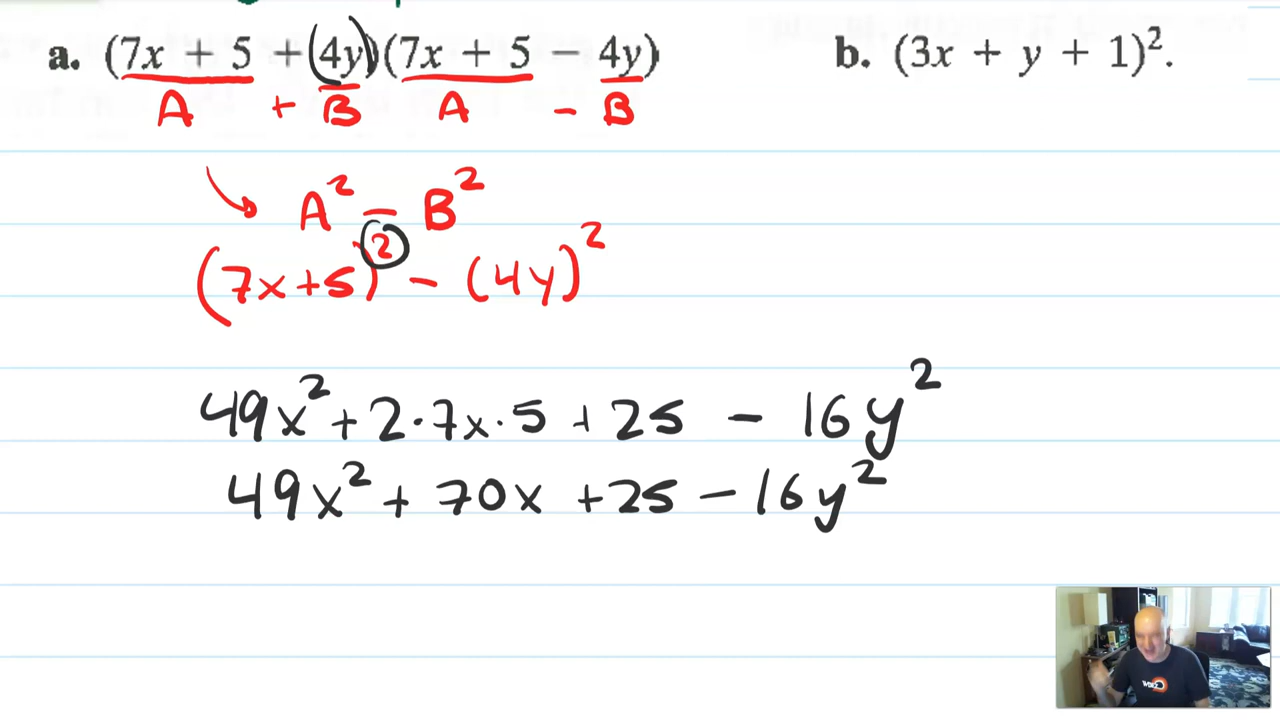 a. (7x + 5 + (4y))(7x + 5 − 4y)
A + B A − B
A² − B²
(7x+5)² − (4y)²
49x² + 2·7x·5 + 25 − 16y²
49x² + 70x + 25 − 16y²
b. (3x + y + 1)².